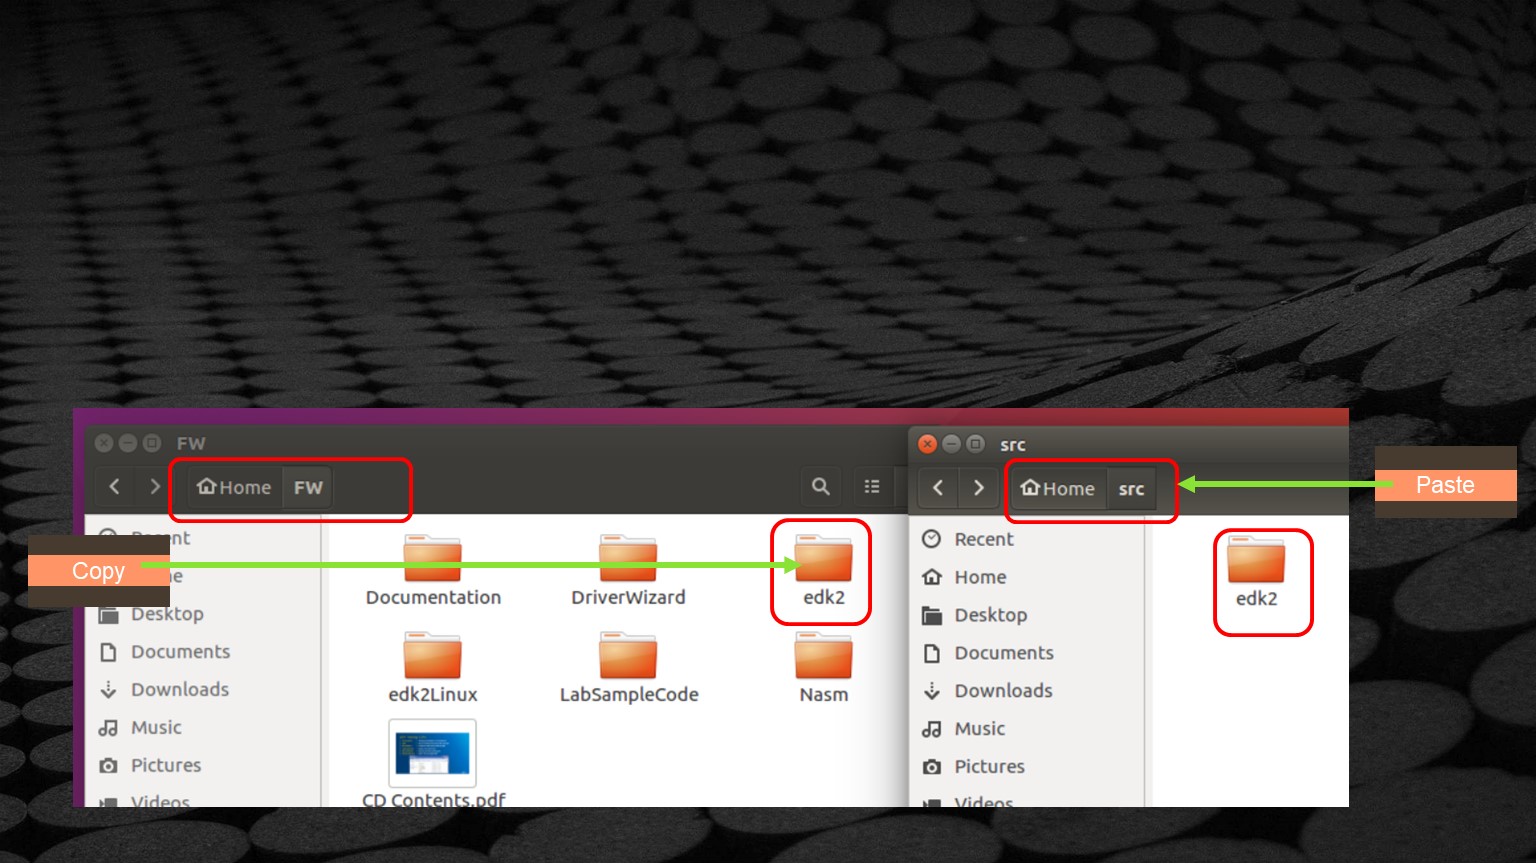 FW
src
Home FW
Home src
Paste
Recent
Home
Desktop
Documents
Downloads
Music
Pictures
Videos
Copy
Documentation
DriverWizard
edk2
edk2Linux
LabSampleCode
Nasm
CD Contents.pdf
Recent
Home
Desktop
Documents
Downloads
Music
Pictures
Videos
edk2